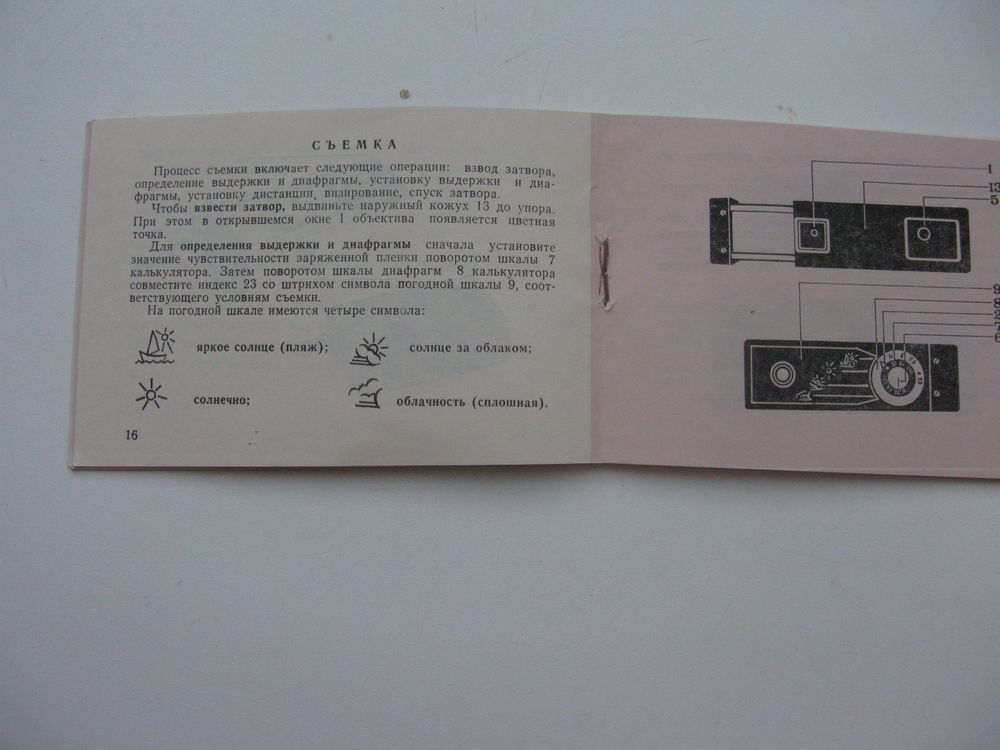 СЪЕМКА
Процесс съемки включает следующие операции: взвод затвора,
определение выдержки и диафрагмы, установку выдержки и диа-
фрагмы, установку дистанции, визирование, спуск затвора.
Чтобы взвести затвор, выдвиньте наружный кожух 13 до упора.
При этом в открывшемся окне 1 объектива появляется цветная
точка.
Для определения выдержки и диафрагмы сначала установите
значение чувствительности заряженной пленки поворотом шкалы 7
калькулятора. Затем поворотом шкалы диафрагм 8 калькулятора
совместите индекс 23 со штрихом символа погодной шкалы 9, соот-
ветствующего условиям съемки.
На погодной шкале имеются четыре символа:
яркое солнце (пляж);
солнце за облаком;
солнечно;
облачность (сплошная).
16
1
13
5
9
6